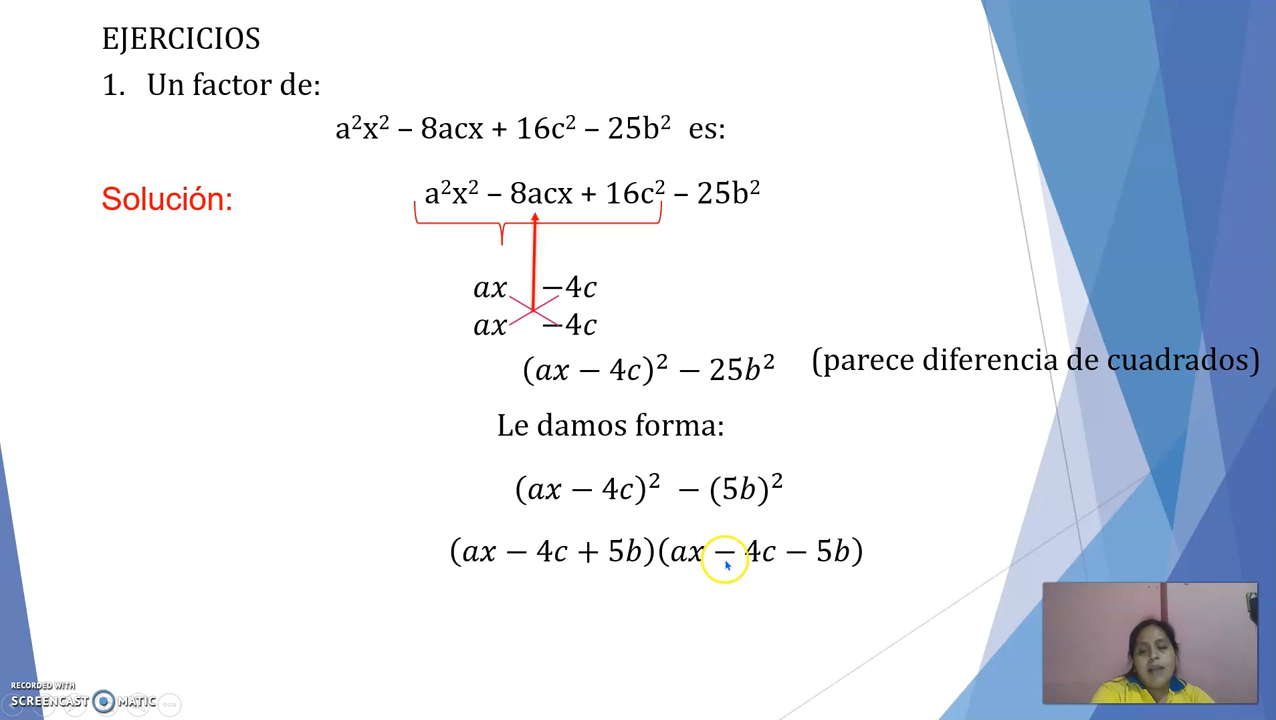 EJERCICIOS
1. Un factor de:
a²x² – 8acx + 16c² – 25b² es:
Solución:
a²x² – 8acx + 16c² – 25b²
ax −4c
ax −4c
(ax − 4c)² − 25b² (parece diferencia de cuadrados)
Le damos forma:
(ax − 4c)² − (5b)²
(ax − 4c + 5b)(ax − 4c − 5b)
RECORDED WITH
SCREENCAST MATIC